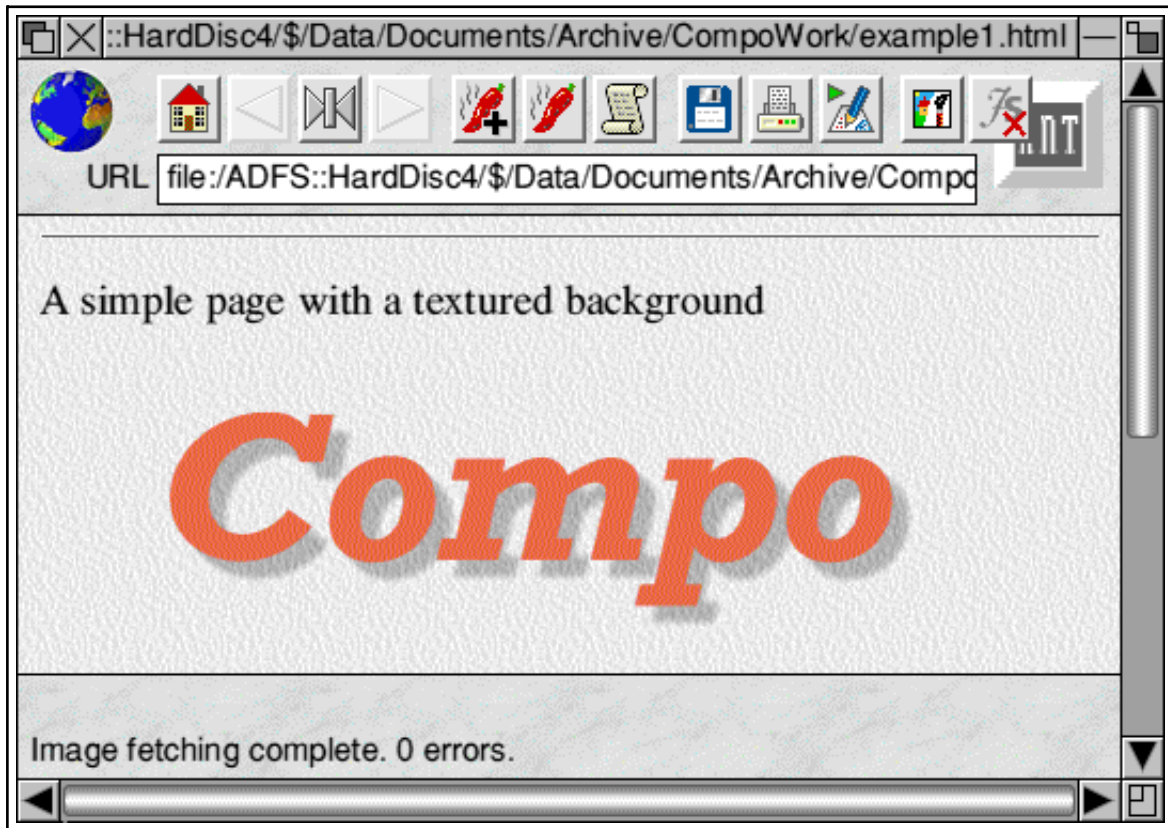 ::HardDisc4/$/Data/Documents/Archive/CompoWork/example1.html
URL file:/ADFS::HardDisc4/$/Data/Documents/Archive/Compo
A simple page with a textured background
Compo
Image fetching complete. 0 errors.